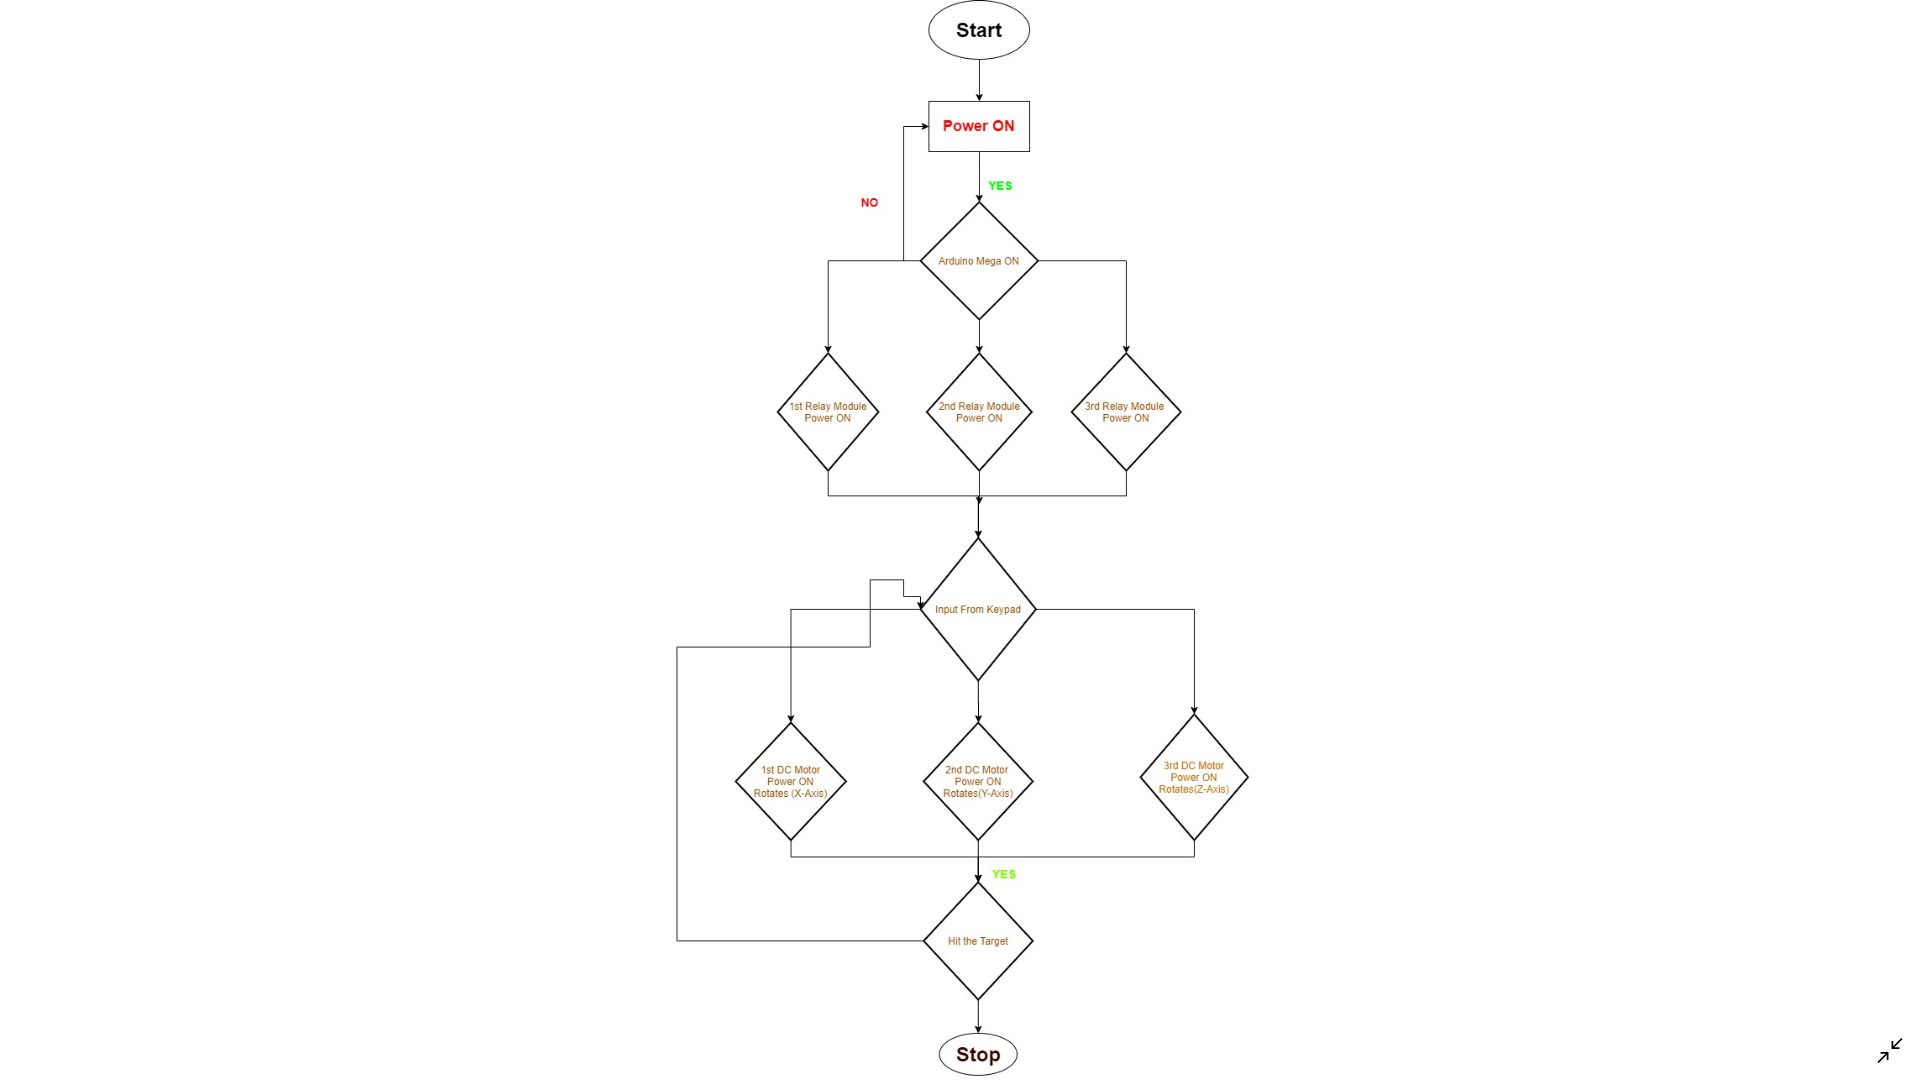 Start
Power ON
YES
NO
Arduino Mega ON
1st Relay Module
Power ON
2nd Relay Module
Power ON
3rd Relay Module
Power ON
Input From Keypad
1st DC Motor
Power ON
Rotates (X-Axis)
2nd DC Motor
Power ON
Rotates(Y-Axis)
3rd DC Motor
Power ON
Rotates(Z-Axis)
YES
Hit the Target
Stop